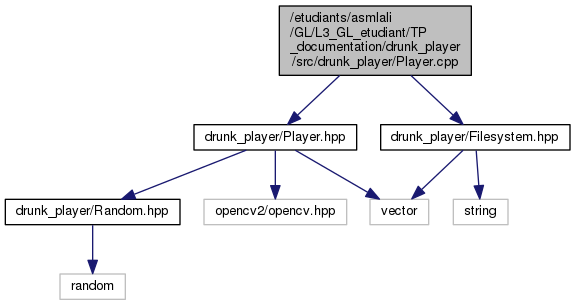 /etudiants/asmlali
/GL/L3_GL_etudiant/TP
_documentation/drunk_player
/src/drunk_player/Player.cpp
drunk_player/Player.hpp
drunk_player/Filesystem.hpp
drunk_player/Random.hpp
opencv2/opencv.hpp
vector
string
random